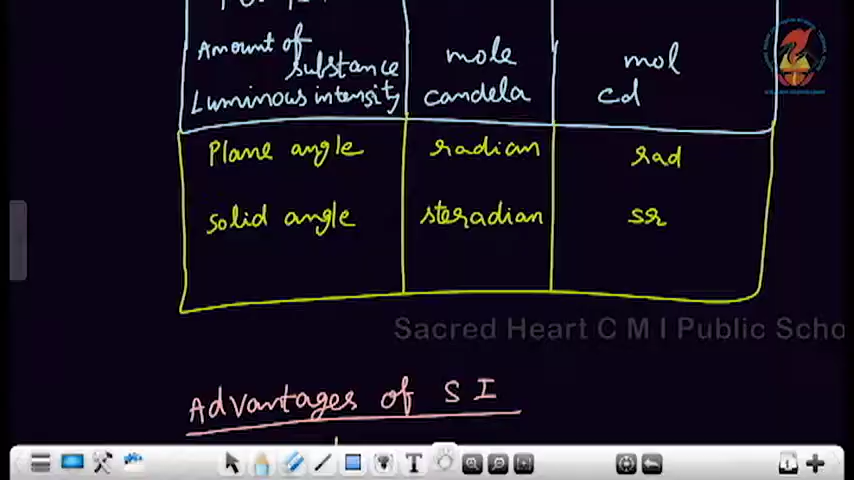 Amount of
substance mole mol
Luminous intensity candela cd
Plane angle radian rad
solid angle steradian sr
Sacred Heart C M I Public Scho
Advantages of S I